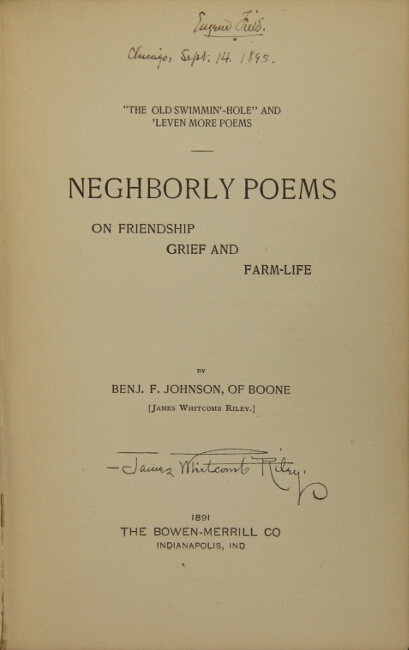 Eugene Field.
Chicago, Sept. 14. 1895.
"THE OLD SWIMMIN'-HOLE" AND
'LEVEN MORE POEMS
NEGHBORLY POEMS
ON FRIENDSHIP
GRIEF AND
FARM-LIFE
BY
BENJ. F. JOHNSON, OF BOONE
[JAMES WHITCOMB RILEY.]
James Whitcomb Riley.
1891
THE BOWEN-MERRILL CO
INDIANAPOLIS, IND